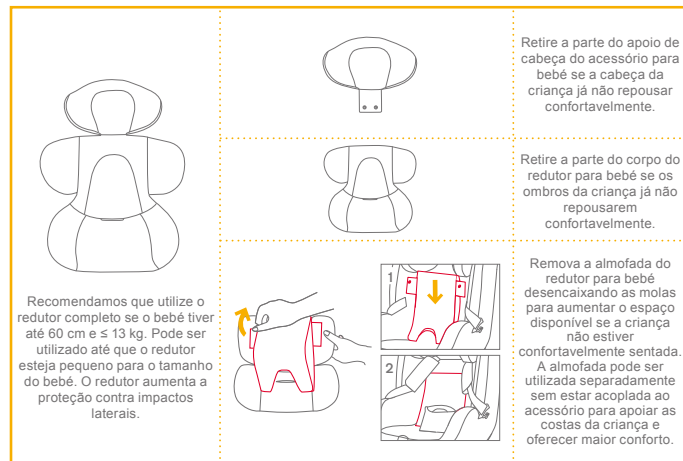 Recomendamos que utilize o
redutor completo se o bebé tiver
até 60 cm e ≤ 13 kg. Pode ser
utilizado até que o redutor
esteja pequeno para o tamanho
do bebé. O redutor aumenta a
proteção contra impactos
laterais.
Retire a parte do apoio de
cabeça do acessório para
bebé se a cabeça da
criança já não repousar
confortavelmente.
Retire a parte do corpo do
redutor para bebé se os
ombros da criança já não
repousarem
confortavelmente.
1
2
Remova a almofada do
redutor para bebé
desencaixando as molas
para aumentar o espaço
disponível se a criança
não estiver
confortavelmente sentada.
A almofada pode ser
utilizada separadamente
sem estar acoplada ao
acessório para apoiar as
costas da criança e
oferecer maior conforto.